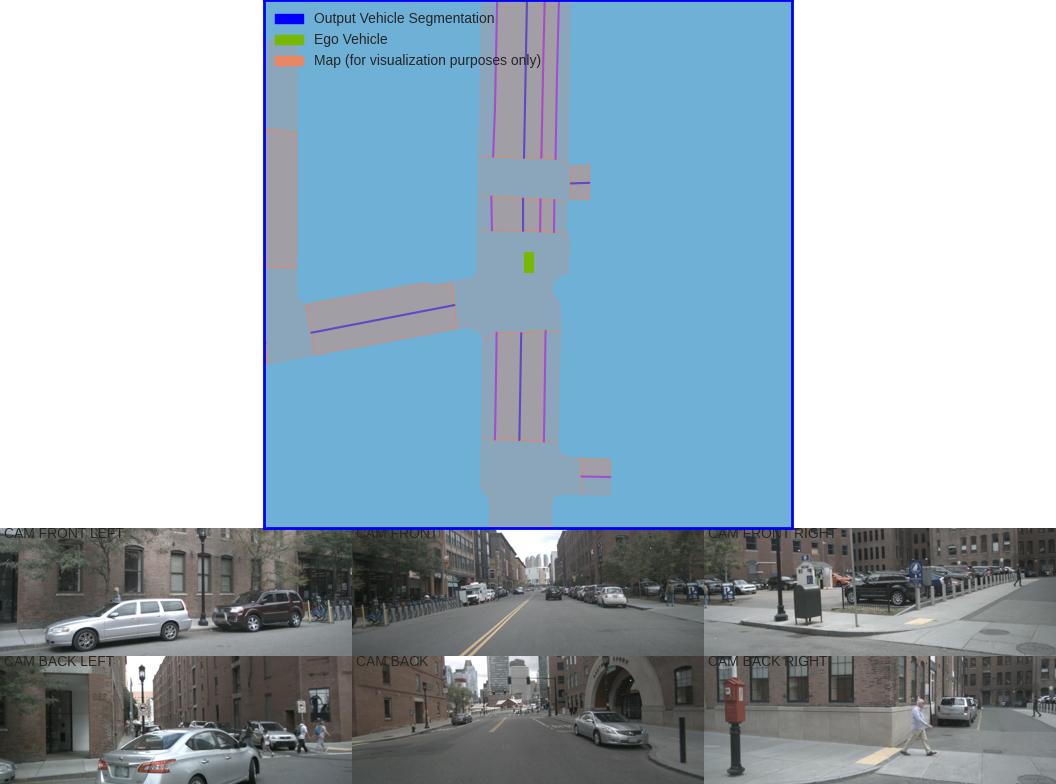 Output Vehicle Segmentation
Ego Vehicle
Map (for visualization purposes only)
CAM FRONT LEFT
CAM FRONT
CAM FRONT RIGHT
CAM BACK LEFT
CAM BACK
CAM BACK RIGHT